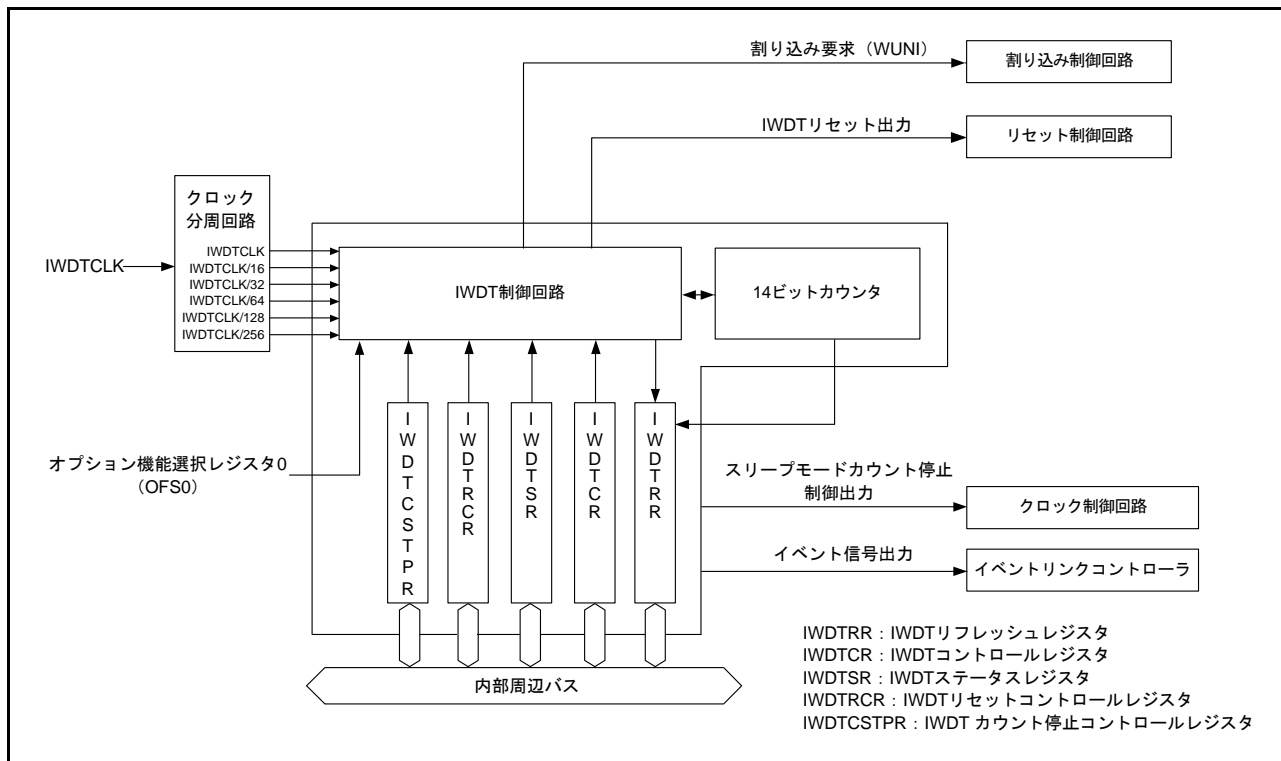 割り込み要求（WUNI）
割り込み制御回路
IWDTリセット出力
リセット制御回路
クロック
分周回路
IWDTCLK
IWDTCLK
IWDTCLK/16
IWDTCLK/32
IWDTCLK/64
IWDTCLK/128
IWDTCLK/256
IWDT制御回路
14ビットカウンタ
オプション機能選択レジスタ0
（OFS0）
IWDTCSTPR
IWDTRCR
IWDTSR
IWDTCR
IWDTRR
スリープモードカウント停止
制御出力
クロック制御回路
イベント信号出力
イベントリンクコントローラ
内部周辺バス
IWDTRR：IWDTリフレッシュレジスタ
IWDTCR：IWDTコントロールレジスタ
IWDTSR：IWDTステータスレジスタ
IWDTRCR：IWDTリセットコントロールレジスタ
IWDTCSTPR：IWDT カウント停止コントロールレジスタ